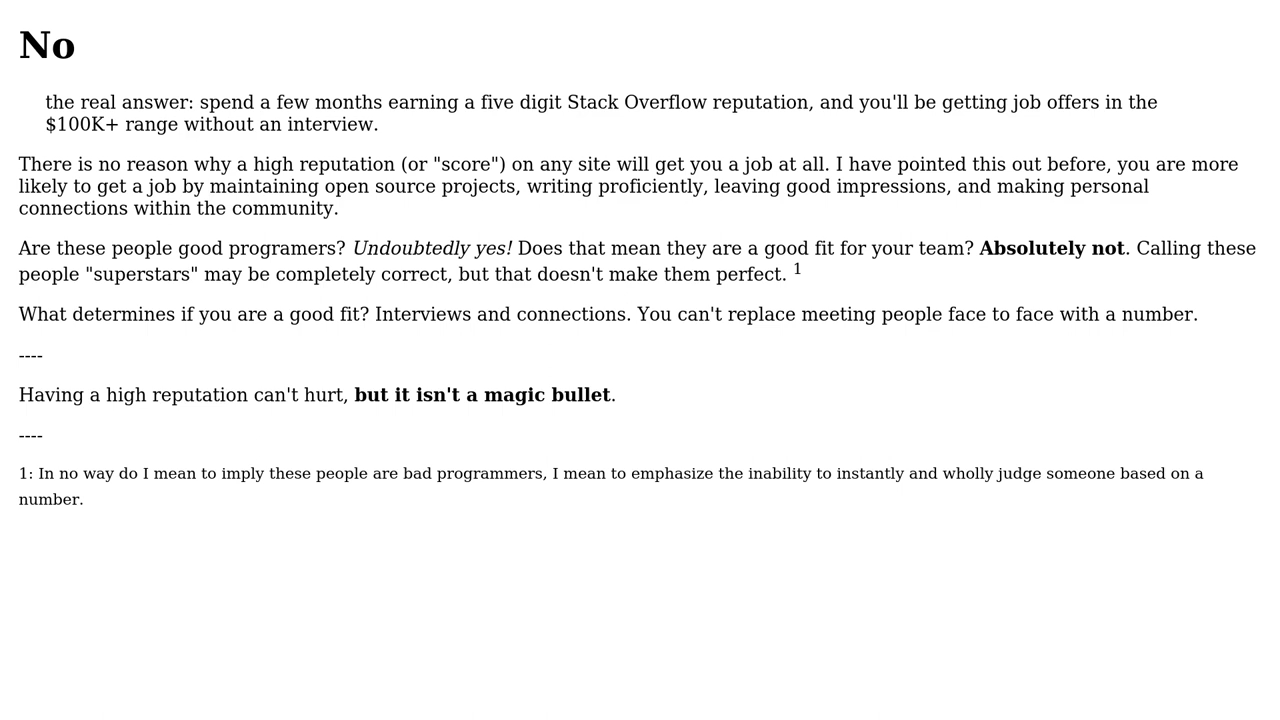 No
the real answer: spend a few months earning a five digit Stack Overflow reputation, and you'll be getting job offers in the
$100K+ range without an interview.
There is no reason why a high reputation (or "score") on any site will get you a job at all. I have pointed this out before, you are more
likely to get a job by maintaining open source projects, writing proficiently, leaving good impressions, and making personal
connections within the community.
Are these people good programers? Undoubtedly yes! Does that mean they are a good fit for your team? Absolutely not. Calling these
people "superstars" may be completely correct, but that doesn't make them perfect. 1
What determines if you are a good fit? Interviews and connections. You can't replace meeting people face to face with a number.
----
Having a high reputation can't hurt, but it isn't a magic bullet.
----
1: In no way do I mean to imply these people are bad programmers, I mean to emphasize the inability to instantly and wholly judge someone based on a
number.